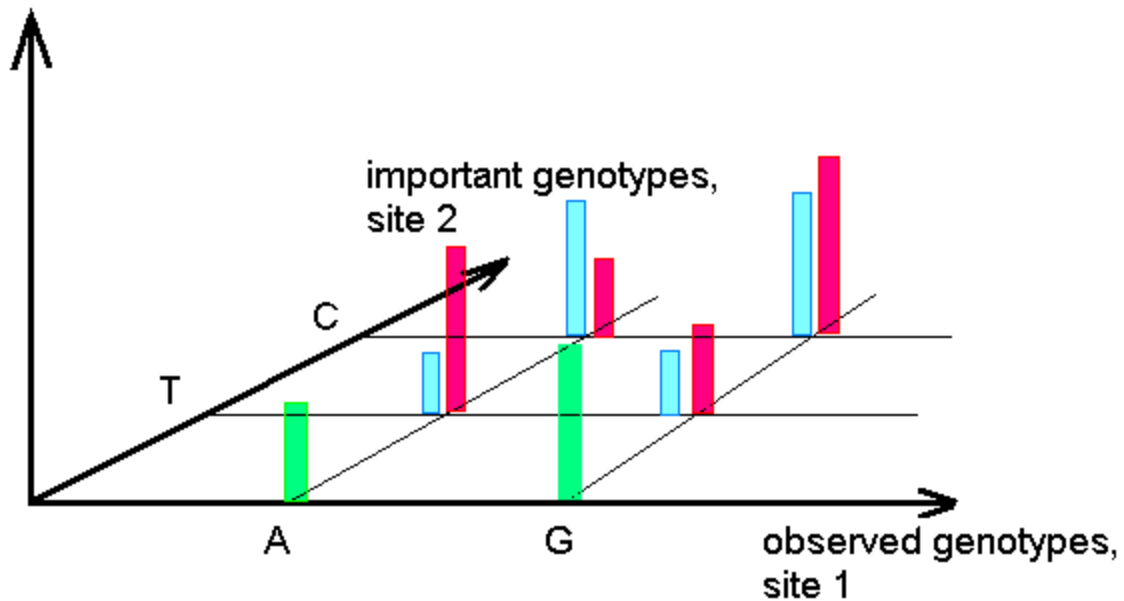 important genotypes,
site 2
C
T
A
G
observed genotypes,
site 1